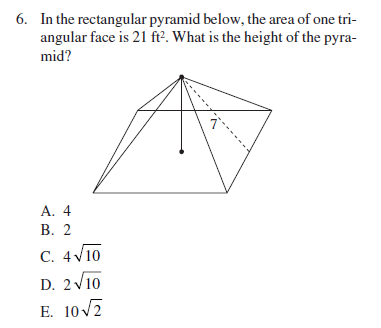 6. In the rectangular pyramid below, the area of one tri-
angular face is 21 ft². What is the height of the pyra-
mid?
7
A. 4
B. 2
C. 4√10
D. 2√10
E. 10√2